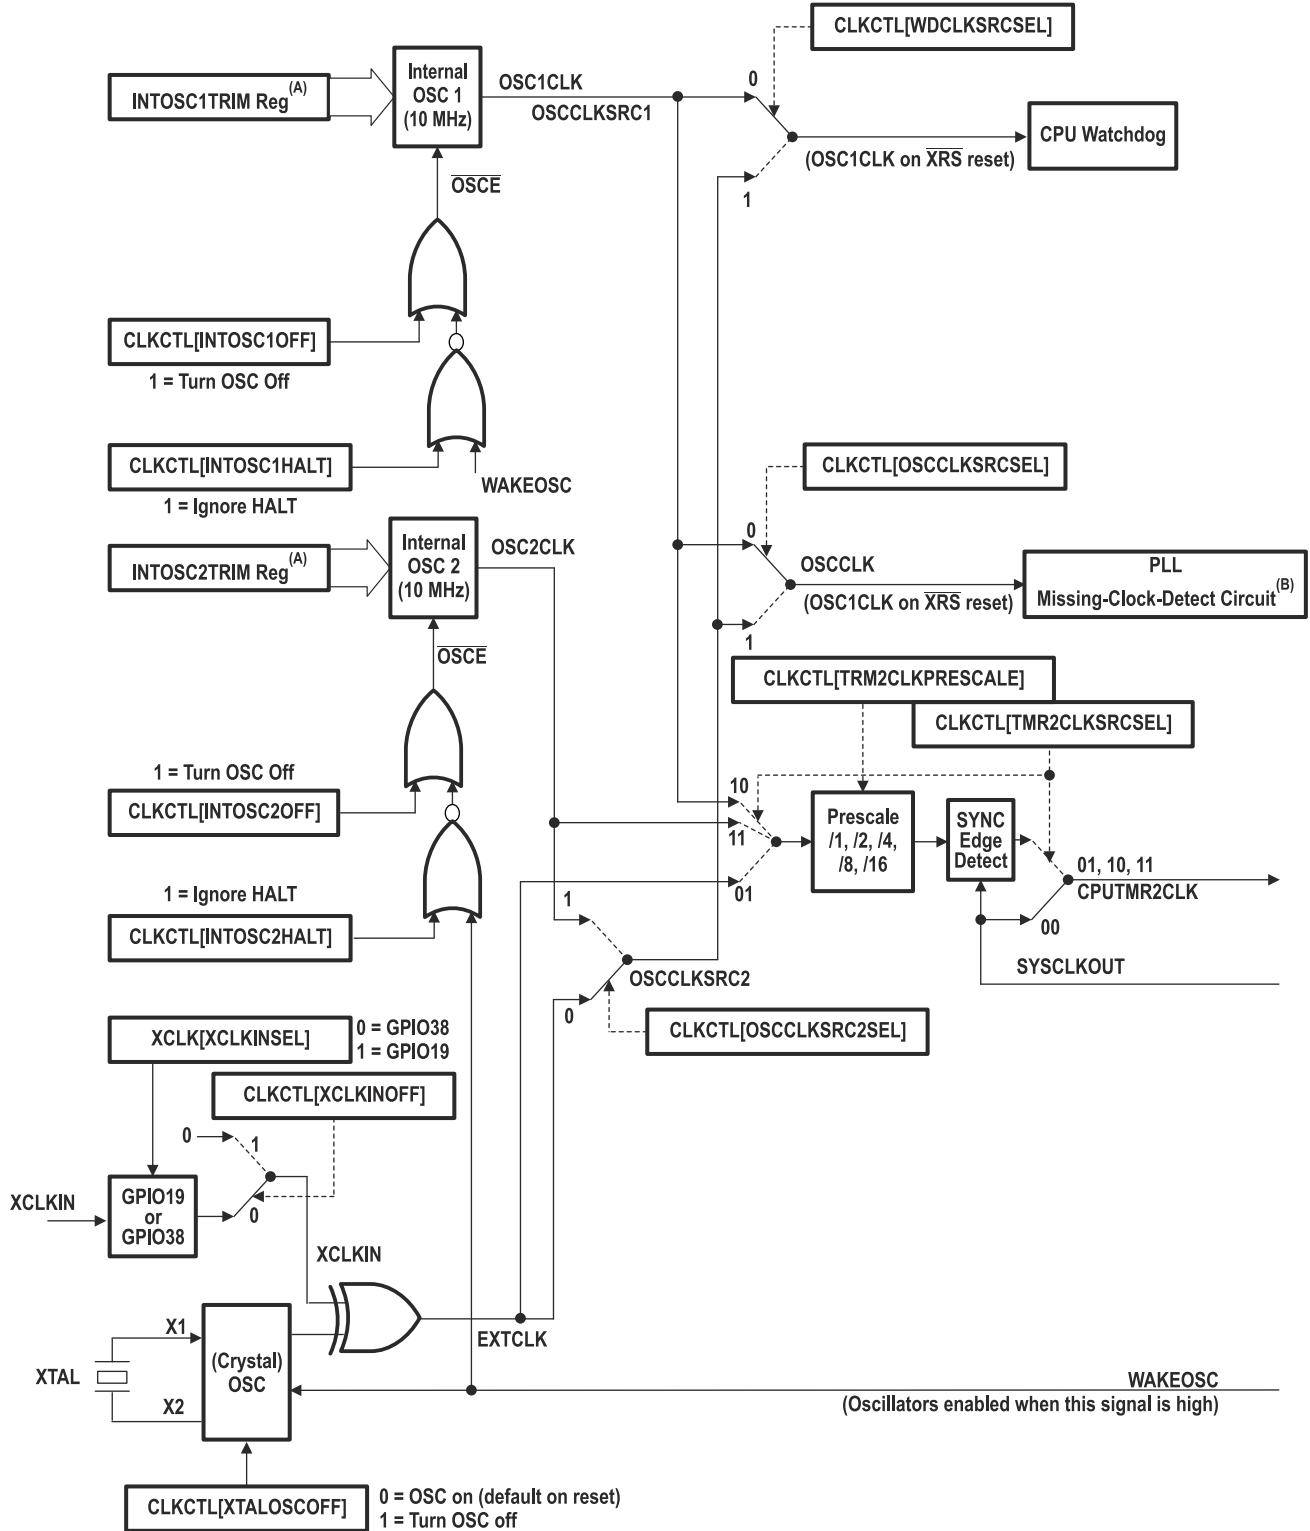 CLKCTL[WDCLKSRCSEL]
INTOSC1TRIM Reg(A)
Internal
OSC 1
(10 MHz)
OSC1CLK
OSCCLKSRC1
0
1
(OSC1CLK on XRS reset)
CPU Watchdog
OSCE
CLKCTL[INTOSC1OFF]
1 = Turn OSC Off
CLKCTL[INTOSC1HALT]
1 = Ignore HALT
WAKEOSC
CLKCTL[OSCCLKSRCSEL]
INTOSC2TRIM Reg(A)
Internal
OSC 2
(10 MHz)
OSC2CLK
0
1
OSCCLK
(OSC1CLK on XRS reset)
PLL
Missing-Clock-Detect Circuit(B)
OSCE
CLKCTL[TRM2CLKPRESCALE]
CLKCTL[TMR2CLKSRCSEL]
1 = Turn OSC Off
CLKCTL[INTOSC2OFF]
10
11
01
Prescale
/1, /2, /4,
/8, /16
SYNC
Edge
Detect
01, 10, 11
CPUTMR2CLK
00
SYSCLKOUT
1 = Ignore HALT
CLKCTL[INTOSC2HALT]
1
0
OSCCLKSRC2
CLKCTL[OSCCLKSRC2SEL]
XCLK[XCLKINSEL]
0 = GPIO38
1 = GPIO19
CLKCTL[XCLKINOFF]
0
1
0
XCLKIN
GPIO19
or
GPIO38
XCLKIN
EXTCLK
XTAL
X1
X2
(Crystal)
OSC
WAKEOSC
(Oscillators enabled when this signal is high)
CLKCTL[XTALOSCOFF]
0 = OSC on (default on reset)
1 = Turn OSC off